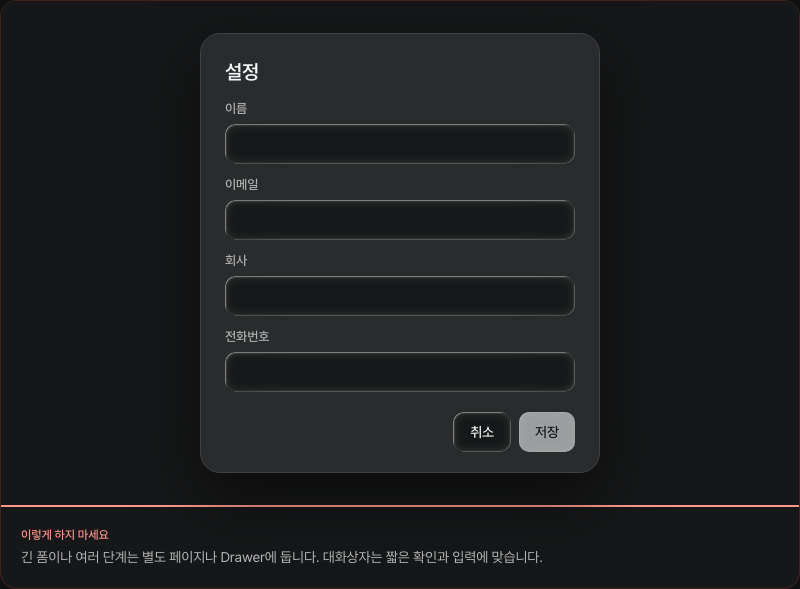 설정
이름
이메일
회사
전화번호
취소
저장
이렇게 하지 마세요
긴 폼이나 여러 단계는 별도 페이지나 Drawer에 둡니다. 대화상자는 짧은 확인과 입력에 맞습니다.